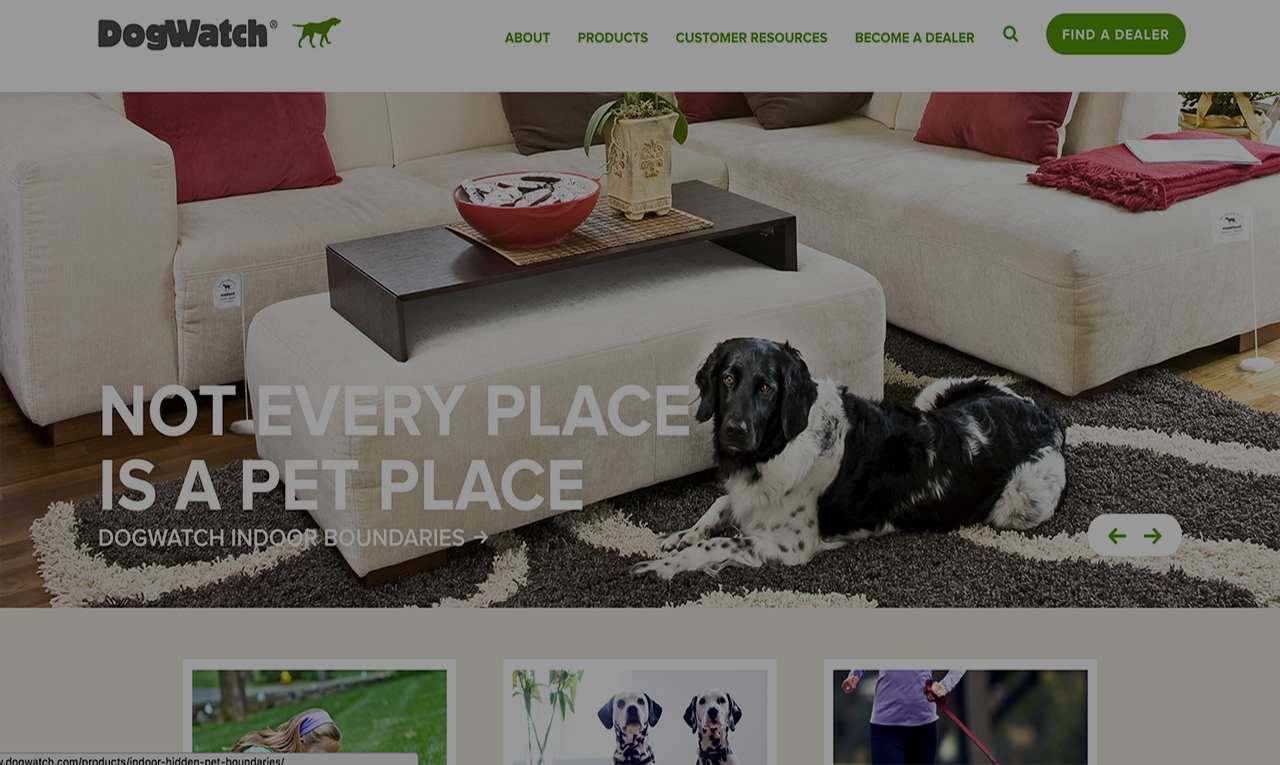 DogWatch®
ABOUT PRODUCTS CUSTOMER RESOURCES BECOME A DEALER FIND A DEALER
NOT EVERY PLACE
IS A PET PLACE
DOGWATCH INDOOR BOUNDARIES →
.dogwatch.com/products/indoor-hidden-pet-boundaries/